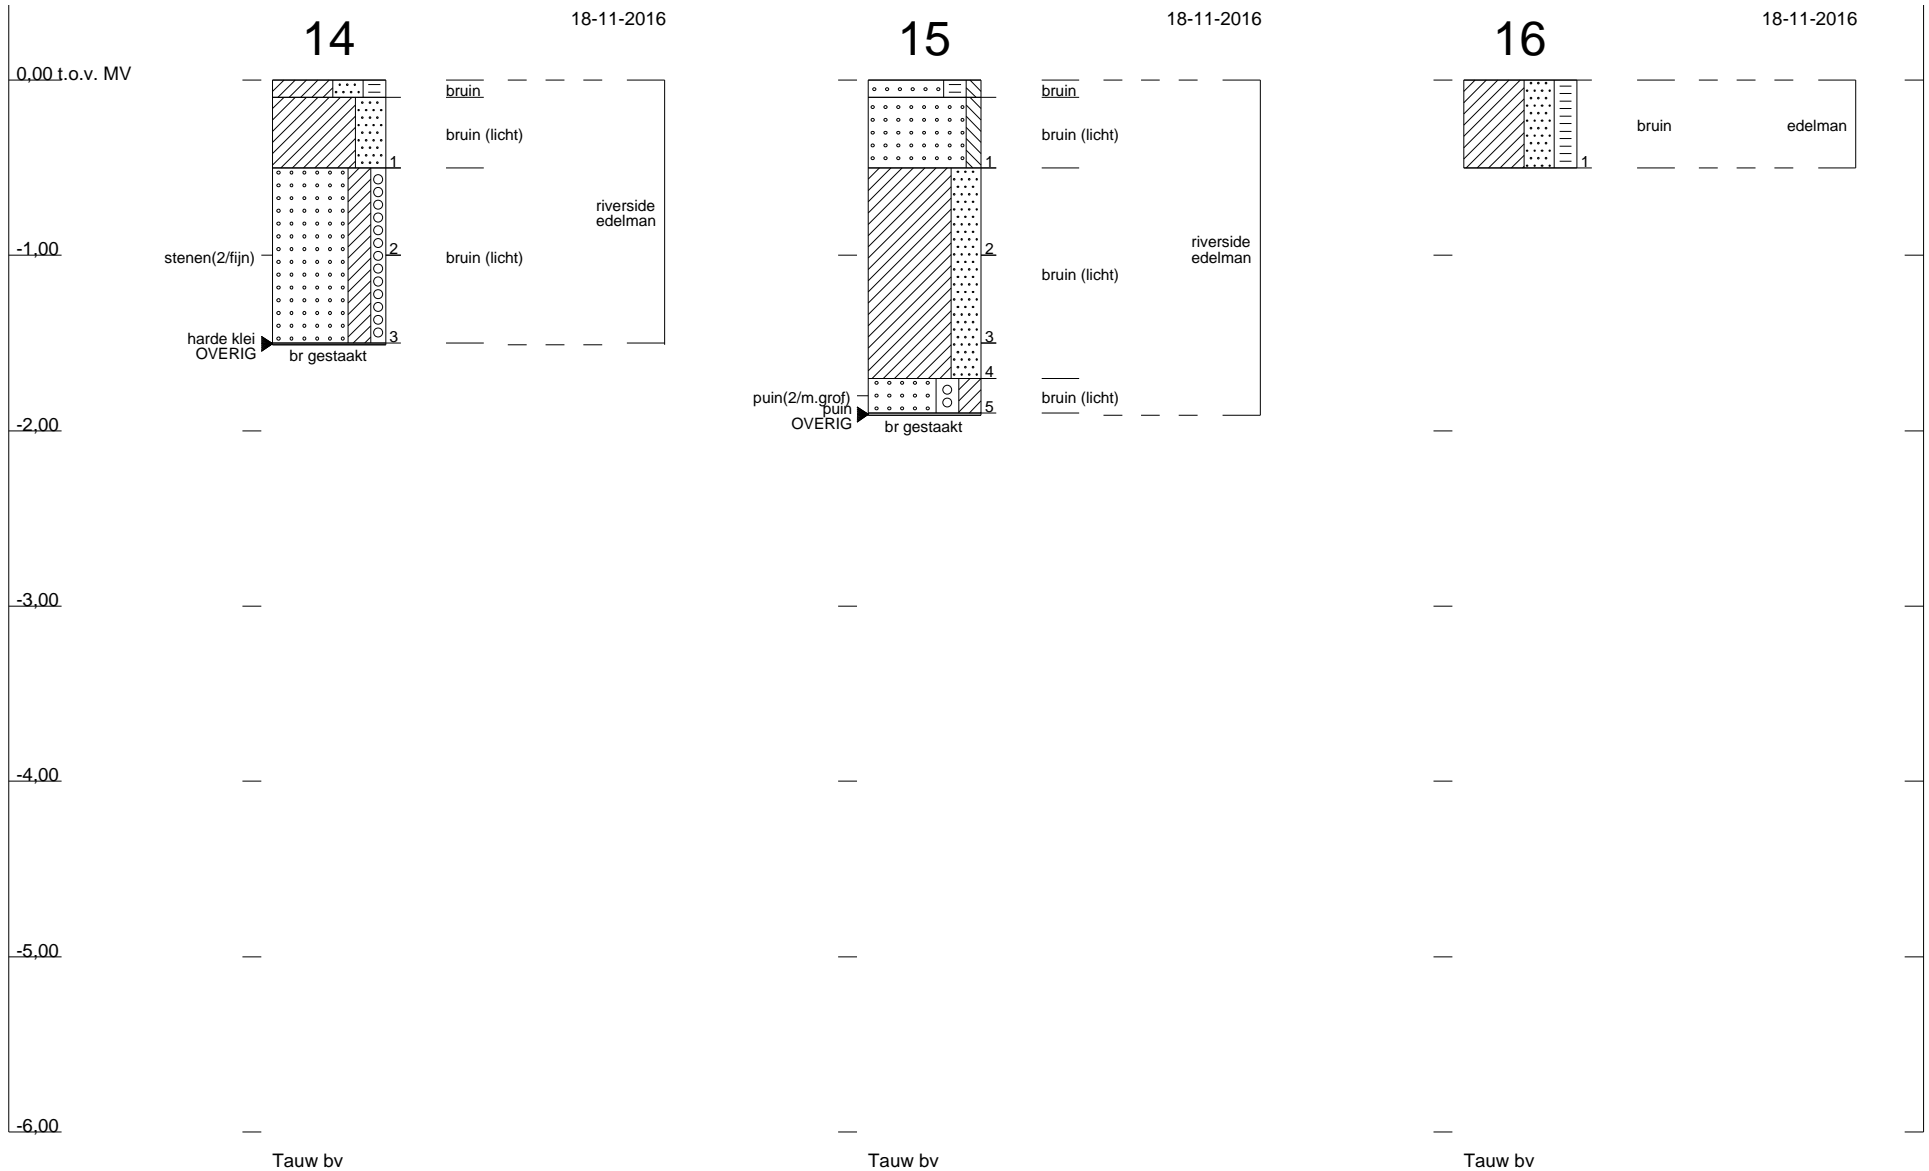 14
18-11-2016
15
18-11-2016
16
18-11-2016
0,00 t.o.v. MV
-1,00
-2,00
-3,00
-4,00
-5,00
-6,00
bruin
bruin (licht)
1
riverside
edelman
stenen(2/fijn)
2
bruin (licht)
harde klei
OVERIG
3
br gestaakt
Tauw bv
bruin
bruin (licht)
1
riverside
edelman
2
bruin (licht)
3
4
puin(2/m.grof)
puin
OVERIG
bruin (licht)
5
br gestaakt
Tauw bv
bruin
edelman
1
Tauw bv